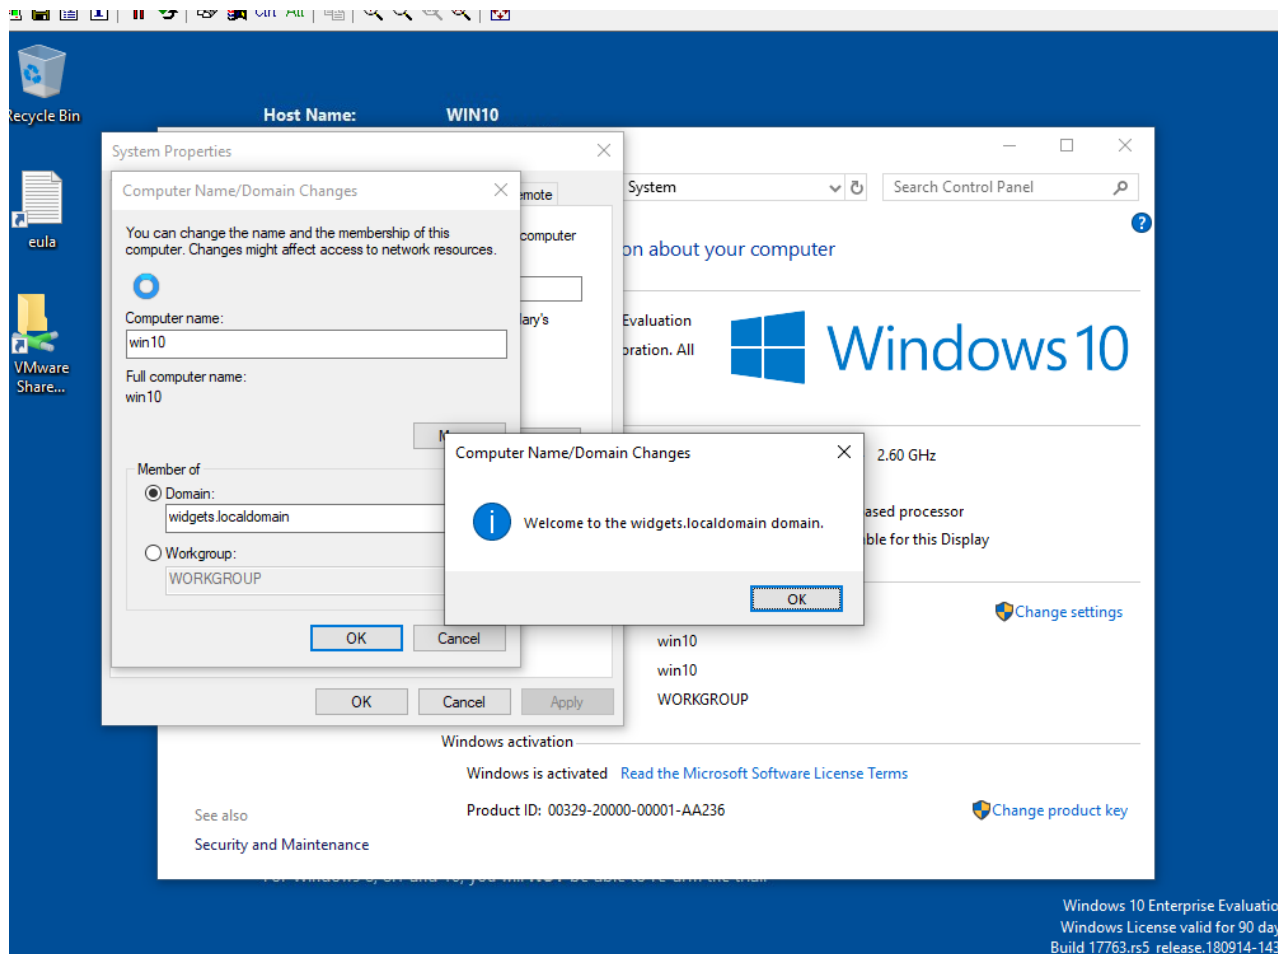 Ctrl Alt
Recycle Bin
Host Name: WIN10
eula
VMware
Share...
System Properties
emote
computer
lary's
Computer Name/Domain Changes
You can change the name and the membership of this
computer. Changes might affect access to network resources.
Computer name:
win10
Full computer name:
win10
M
Member of
Domain:
widgets.localdomain
Workgroup:
WORKGROUP
OK Cancel
OK Cancel Apply
Computer Name/Domain Changes
Welcome to the widgets.localdomain domain.
OK
System
Search Control Panel
on about your computer
Evaluation
oration. All
Windows 10
2.60 GHz
ased processor
ble for this Display
Change settings
win10
win10
WORKGROUP
Windows activation
Windows is activated Read the Microsoft Software License Terms
Product ID: 00329-20000-00001-AA236
Change product key
See also
Security and Maintenance
Windows 10 Enterprise Evaluatio
Windows License valid for 90 day
Build 17763.rs5_release.180914-143